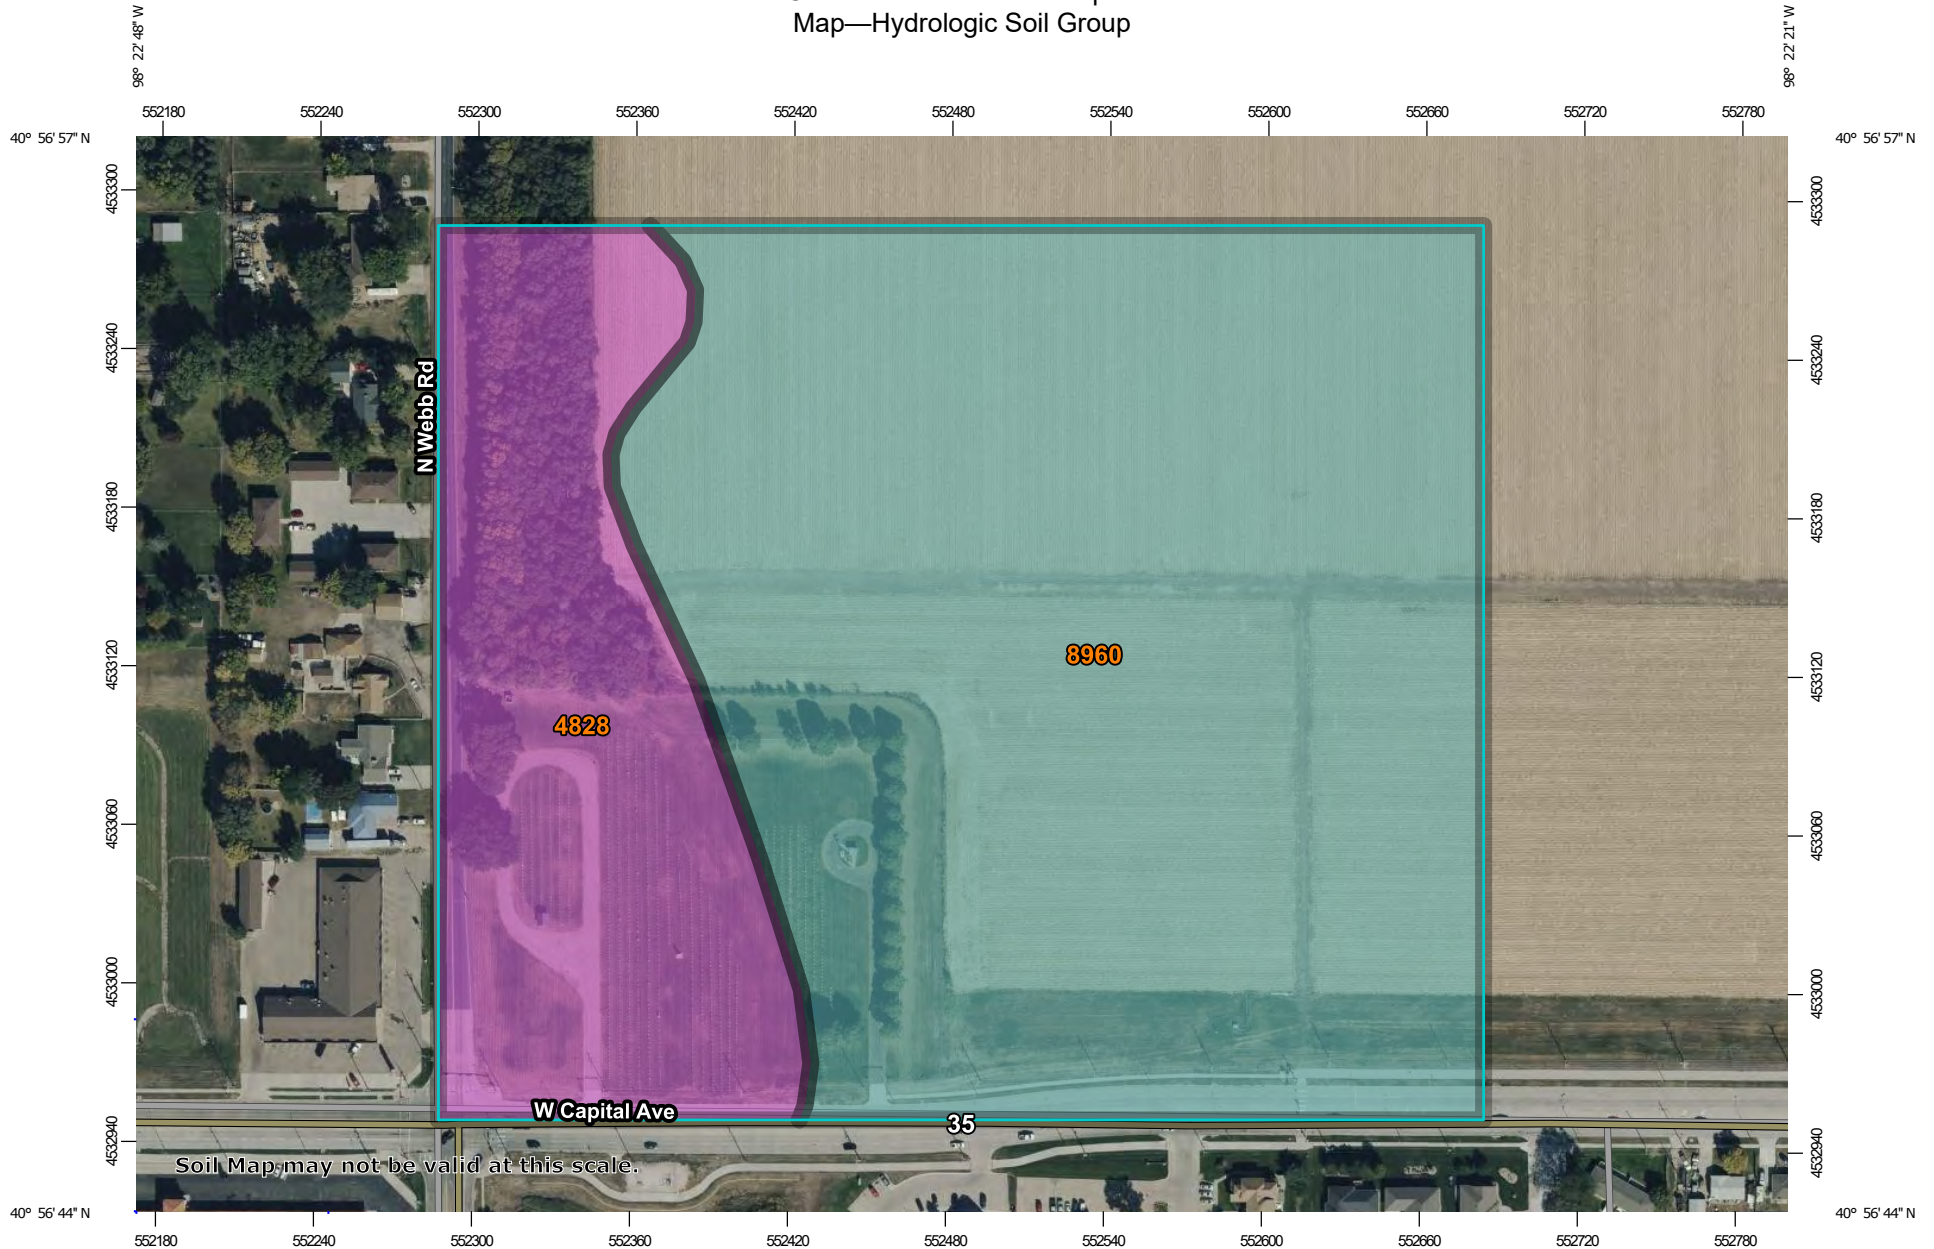 Map—Hydrologic Soil Group
98° 22' 48'' W
98° 22' 21'' W
552180 552240 552300 552360 552420 552480 552540 552600 552660 552720 552780
40° 56' 57'' N
40° 56' 57'' N
4533300
4533300
4533240
4533240
N Webb Rd
4533180
4533180
4533120
4533120
8960
4828
4533060
4533060
4533000
4533000
W Capital Ave
35
4532940
4532940
Soil Map may not be valid at this scale.
40° 56' 44'' N
40° 56' 44'' N
552180 552240 552300 552360 552420 552480 552540 552600 552660 552720 552780